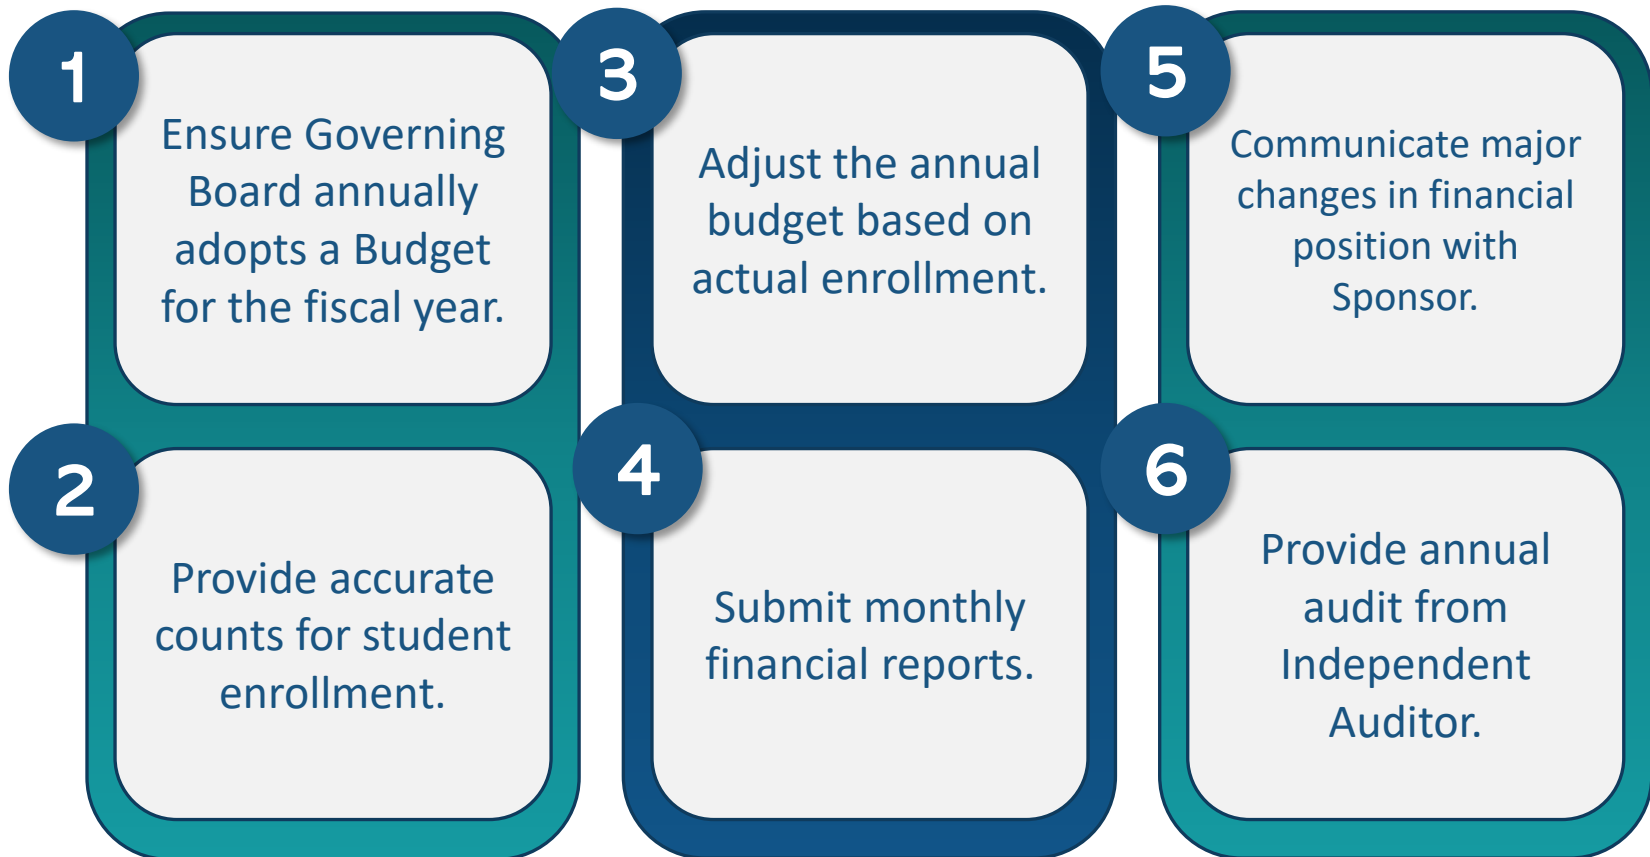 1
Ensure Governing
Board annually
adopts a Budget
for the fiscal year.
2
Provide accurate
counts for student
enrollment.
3
Adjust the annual
budget based on
actual enrollment.
4
Submit monthly
financial reports.
5
Communicate major
changes in financial
position with
Sponsor.
6
Provide annual
audit from
Independent
Auditor.